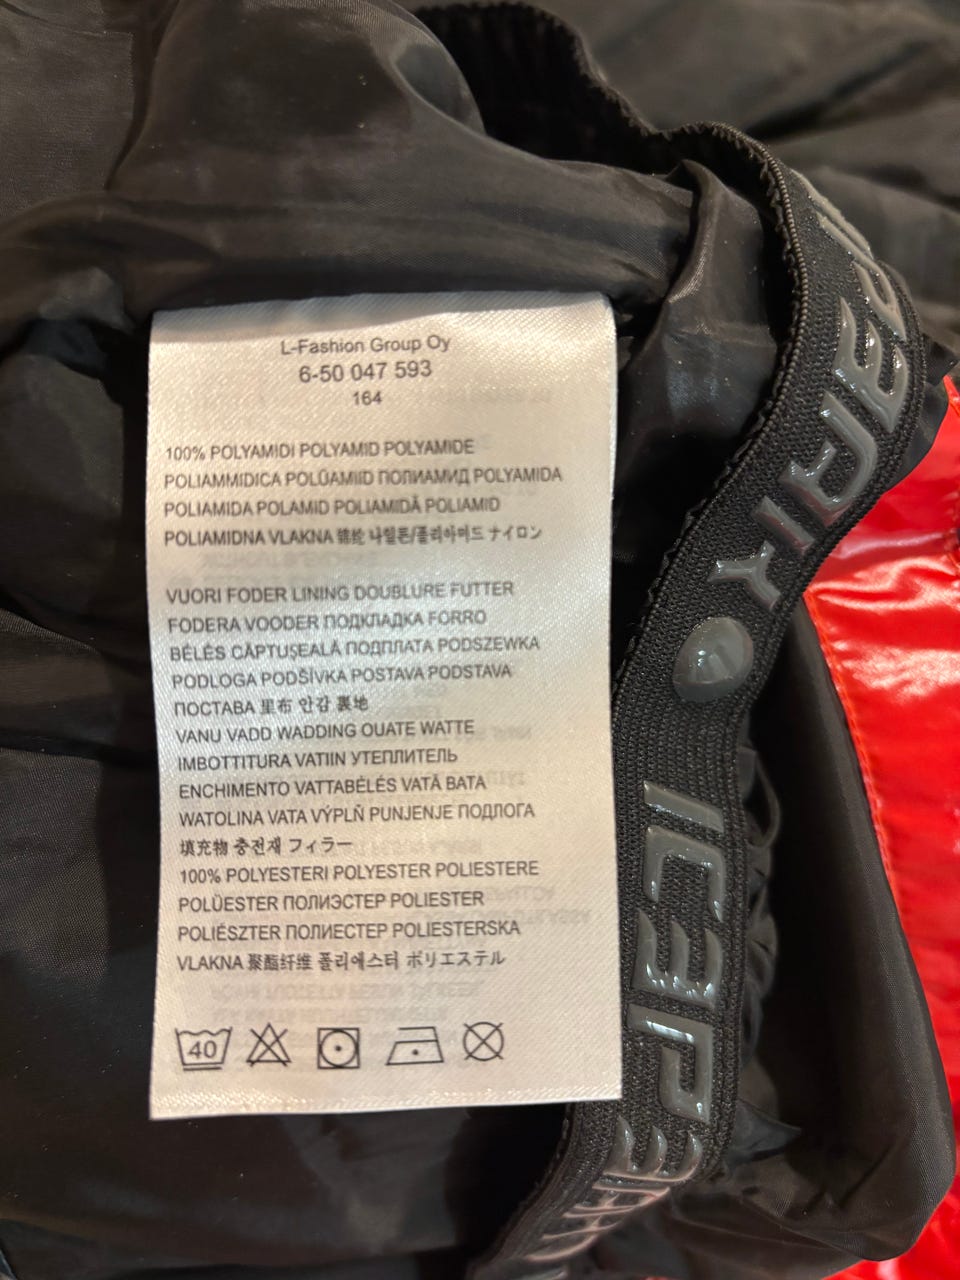 L-Fashion Group Oy
6-50 047 593
164
100% POLYAMIDI POLYAMID POLYAMIDE
POLIAMMIDICA POLÜAMIID ПОЛИАМИД POLYAMIDA
POLIAMIDA POLAMID POLIAMIDĂ POLIAMID
POLIAMIDNA VLAKNA 锦纶 나일론/폴리아미드 ナイロン
VUORI FODER LINING DOUBLURE FUTTER
FODERA VOODER ПОДКЛАДКА FORRO
BÉLÉS CĂPTUŞEALĂ ПОДПЛАТА PODSZEWKA
PODLOGA PODŠÍVKA POSTAVA PODSTAVA
ПОСТАВА 里布 안감 裏地
VANU VADD WADDING OUATE WATTE
IMBOTTITURA VATIIN УТЕПЛИТЕЛЬ
ENCHIMENTO VATTABÉLÉS VATĂ BATA
WATOLINA VATA VÝPLŇ PUNJENJE ПОДЛОГА
填充物 충전재 フィラー
100% POLYESTERI POLYESTER POLIESTERE
POLÜESTER ПОЛИЭСТЕР POLIESTER
POLIÉSZTER ПОЛИЕСТЕР POLIESTERSKA
VLAKNA 聚酯纤维 폴리에스터 ポリエステル
40
ICEPEAK